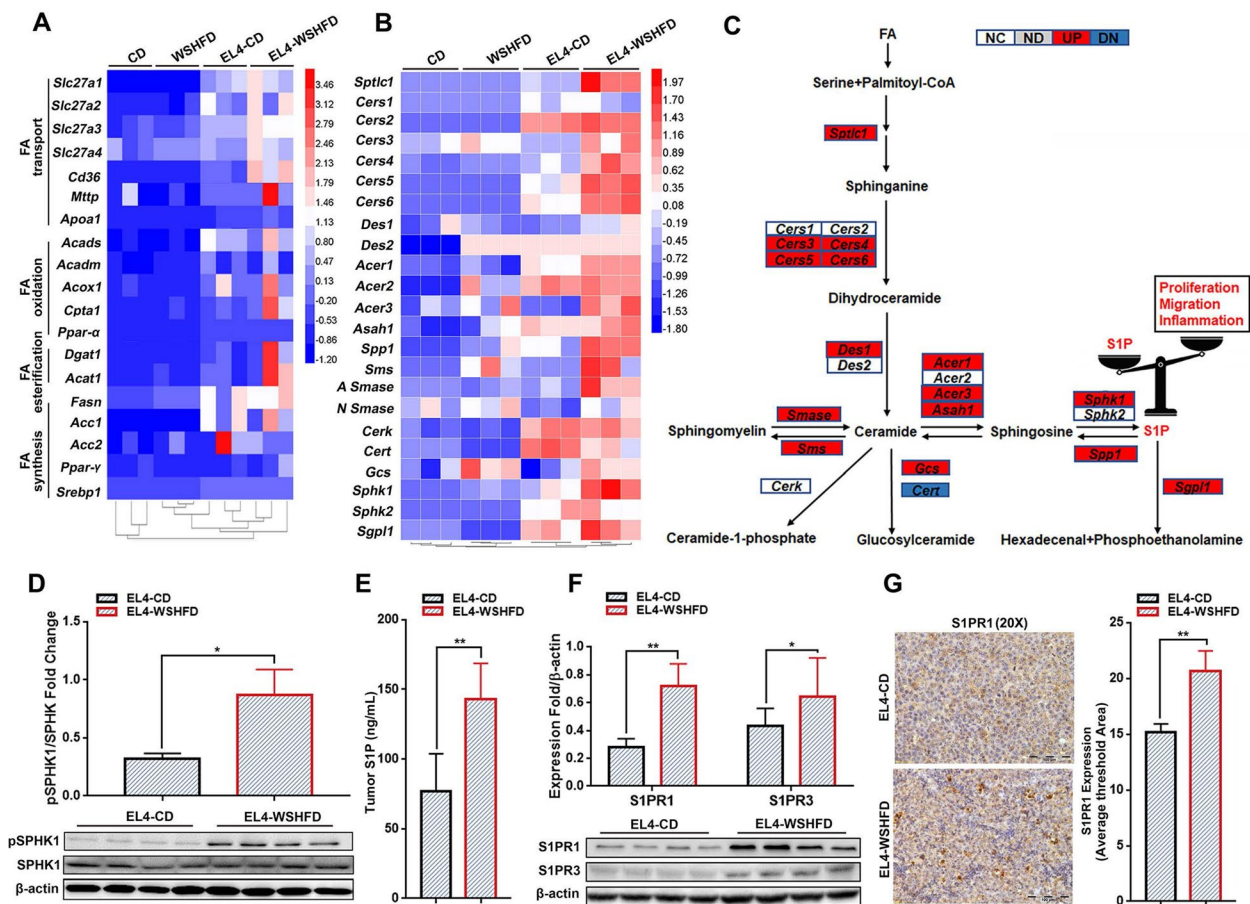 A
CD
WSHFD
EL4-CD
EL4-WSHFD
FA transport
FA oxidation
FA esterification
FA synthesis
Slc27a1
Slc27a2
Slc27a3
Slc27a4
Cd36
Mttp
Apoa1
Acads
Acadm
Acox1
Cpta1
Ppar-α
Dgat1
Acat1
Fasn
Acc1
Acc2
Ppar-γ
Srebp1
3.46
3.12
2.79
2.46
2.13
1.79
1.46
1.13
0.80
0.47
0.13
-0.20
-0.53
-0.86
-1.20
B
CD
WSHFD
EL4-CD
EL4-WSHFD
Sptlc1
Cers1
Cers2
Cers3
Cers4
Cers5
Cers6
Des1
Des2
Acer1
Acer2
Acer3
Asah1
Spp1
Sms
A Smase
N Smase
Cerk
Cert
Gcs
Sphk1
Sphk2
Sgpl1
1.97
1.70
1.43
1.16
0.89
0.62
0.35
0.08
-0.19
-0.45
-0.72
-0.99
-1.26
-1.53
-1.80
C
NC ND UP DN
FA
Serine+Palmitoyl-CoA
Sptlc1
Sphinganine
Cers1 Cers2
Cers3 Cers4
Cers5 Cers6
Dihydroceramide
Des1
Des2
Acer1
Acer2
Acer3
Asah1
Proliferation
Migration
Inflammation
S1P
Smase
Sphk1
Sphk2
Sphingomyelin
Ceramide
Sphingosine
S1P
Sms
Spp1
Cerk
Gcs
Cert
Sgpl1
Ceramide-1-phosphate
Glucosylceramide
Hexadecenal+Phosphoethanolamine
D
EL4-CD
EL4-WSHFD
pSPHK1/SPHK Fold Change
1.5
1.0
0.5
0.0
*
EL4-CD
EL4-WSHFD
pSPHK1
SPHK1
β-actin
E
EL4-CD
EL4-WSHFD
Tumor S1P (ng/mL)
200
150
100
50
0
**
F
EL4-CD
EL4-WSHFD
Expression Fold/β-actin
1.0
0.8
0.6
0.4
0.2
0.0
**
*
S1PR1
S1PR3
EL4-CD
EL4-WSHFD
S1PR1
S1PR3
β-actin
G
S1PR1 (20X)
EL4-CD
EL4-WSHFD
EL4-CD
EL4-WSHFD
S1PR1 Expression
(Average threshold Area)
25
20
15
10
5
0
**